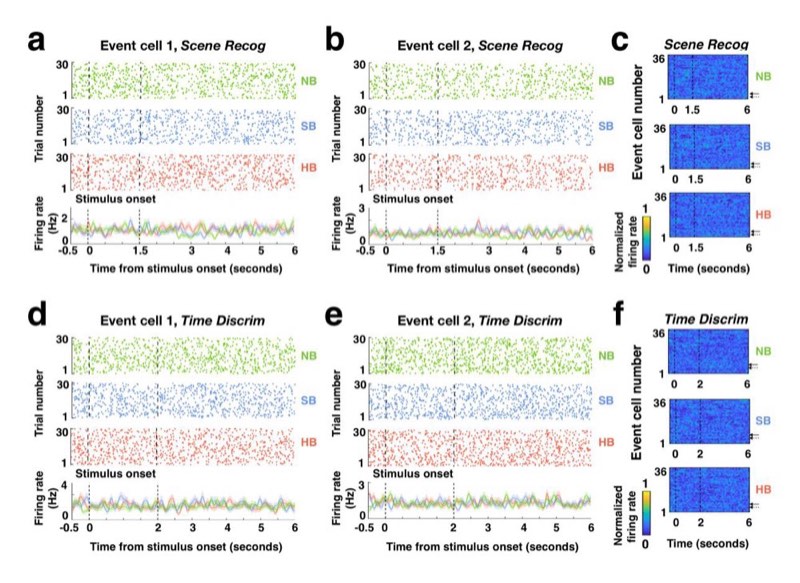 a
Event cell 1, Scene Recog
30
1
NB
30
1
SB
30
1
HB
Trial number
Stimulus onset
Firing rate
(Hz)
2
0
-0.5 0 1.5 3 4 5 6
Time from stimulus onset (seconds)
b
Event cell 2, Scene Recog
30
1
NB
30
1
SB
30
1
HB
Trial number
Stimulus onset
Firing rate
(Hz)
3
0
-0.5 0 1.5 3 4 5 6
Time from stimulus onset (seconds)
c
Scene Recog
36
1
NB
0 1.5 6
36
1
SB
0 1.5 6
36
1
HB
0 1.5 6
Event cell number
Normalized
firing rate
1
0
Time (seconds)
d
Event cell 1, Time Discrim
30
1
NB
30
1
SB
30
1
HB
Trial number
Stimulus onset
Firing rate
(Hz)
4
0
-0.5 0 2 3 4 5 6
Time from stimulus onset (seconds)
e
Event cell 2, Time Discrim
30
1
NB
30
1
SB
30
1
HB
Trial number
Stimulus onset
Firing rate
(Hz)
3
0
-0.5 0 2 3 4 5 6
Time from stimulus onset (seconds)
f
Time Discrim
36
1
NB
0 2 6
36
1
SB
0 2 6
36
1
HB
0 2 6
Event cell number
Normalized
firing rate
1
0
Time (seconds)